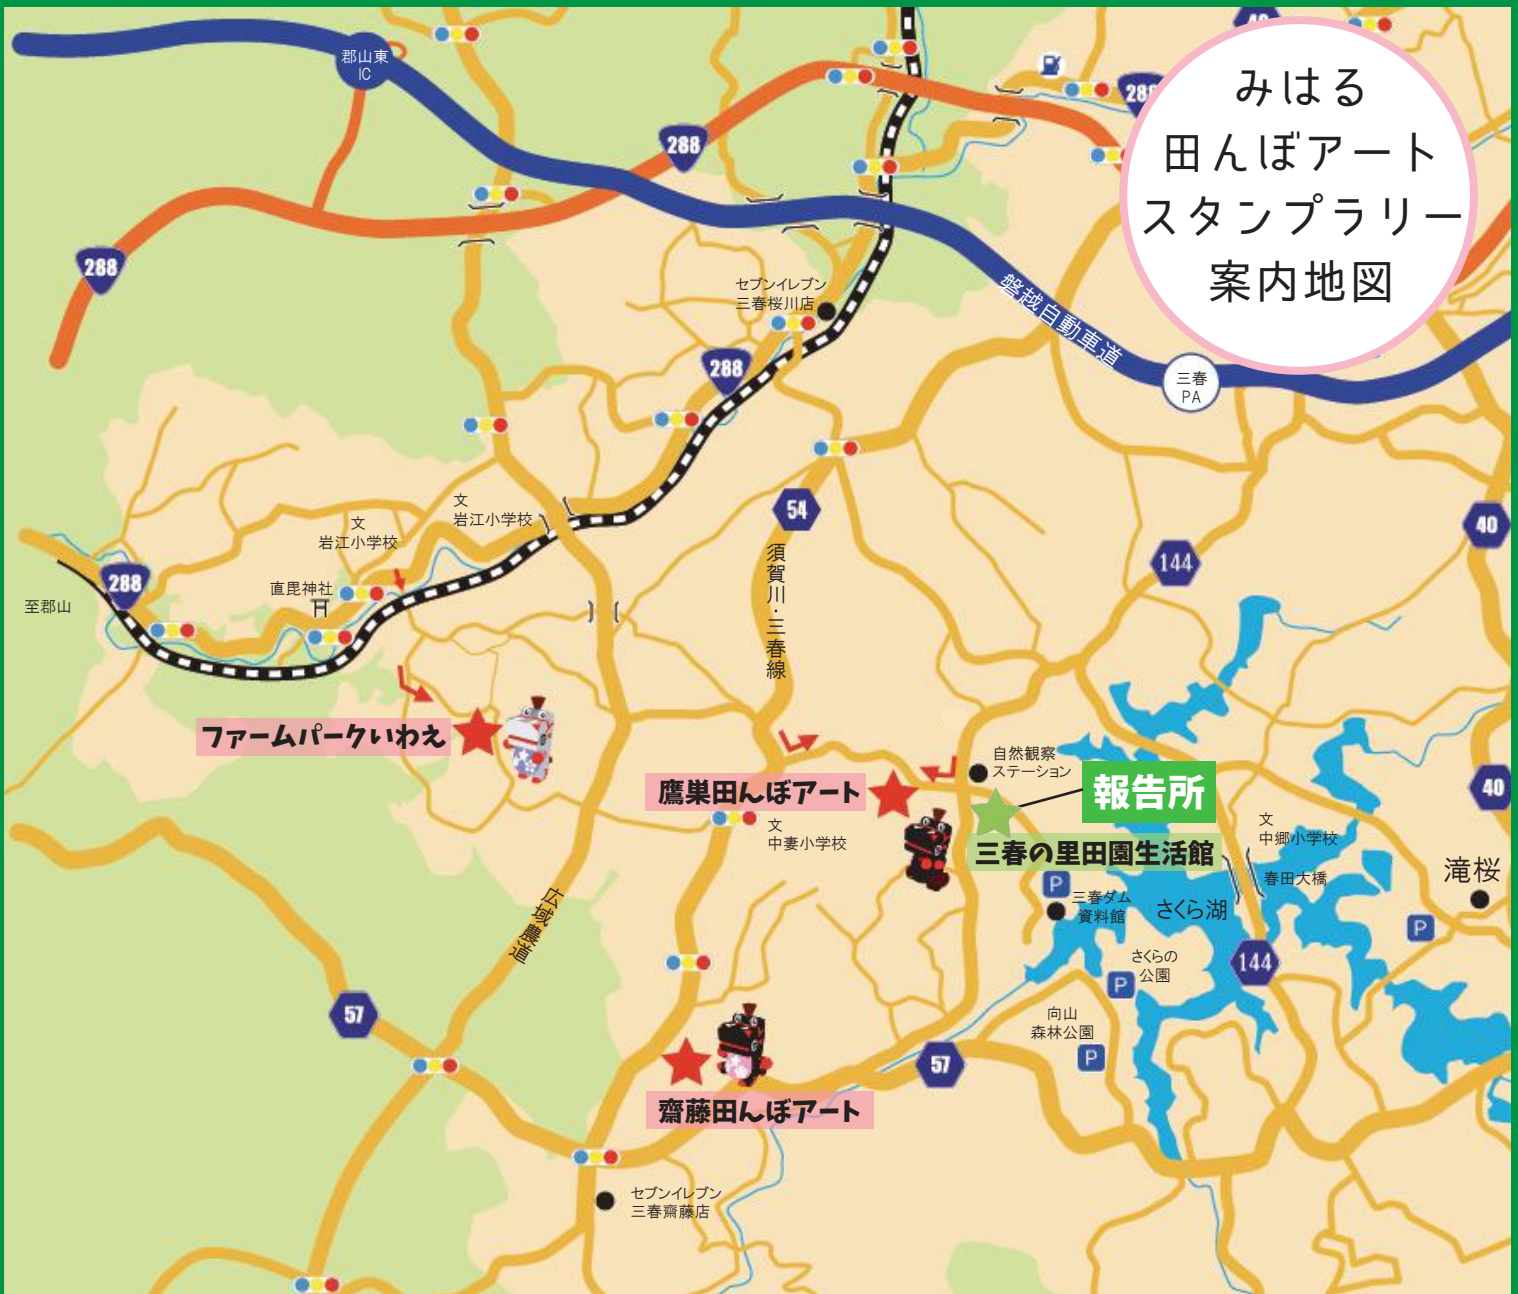 みはる
田んぼアート
スタンプラリー
案内地図
郡山東
IC
288
288
288
セブンイレブン
三春桜川店
磐越自動車道
三春
PA
288
文
岩江小学校
文
岩江小学校
54
須賀川・三春線
40
144
直毘神社
288
至郡山
ファームパークいわえ
鷹巣田んぼアート
自然観察
ステーション
報告所
三春の里田園生活館
40
文
中妻小学校
文
中郷小学校
春田大橋
滝桜
P
三春ダム
資料館
さくら湖
P
広域農道
さくらの
公園
P
144
57
向山
森林公園
P
57
齋藤田んぼアート
セブンイレブン
三春齋藤店